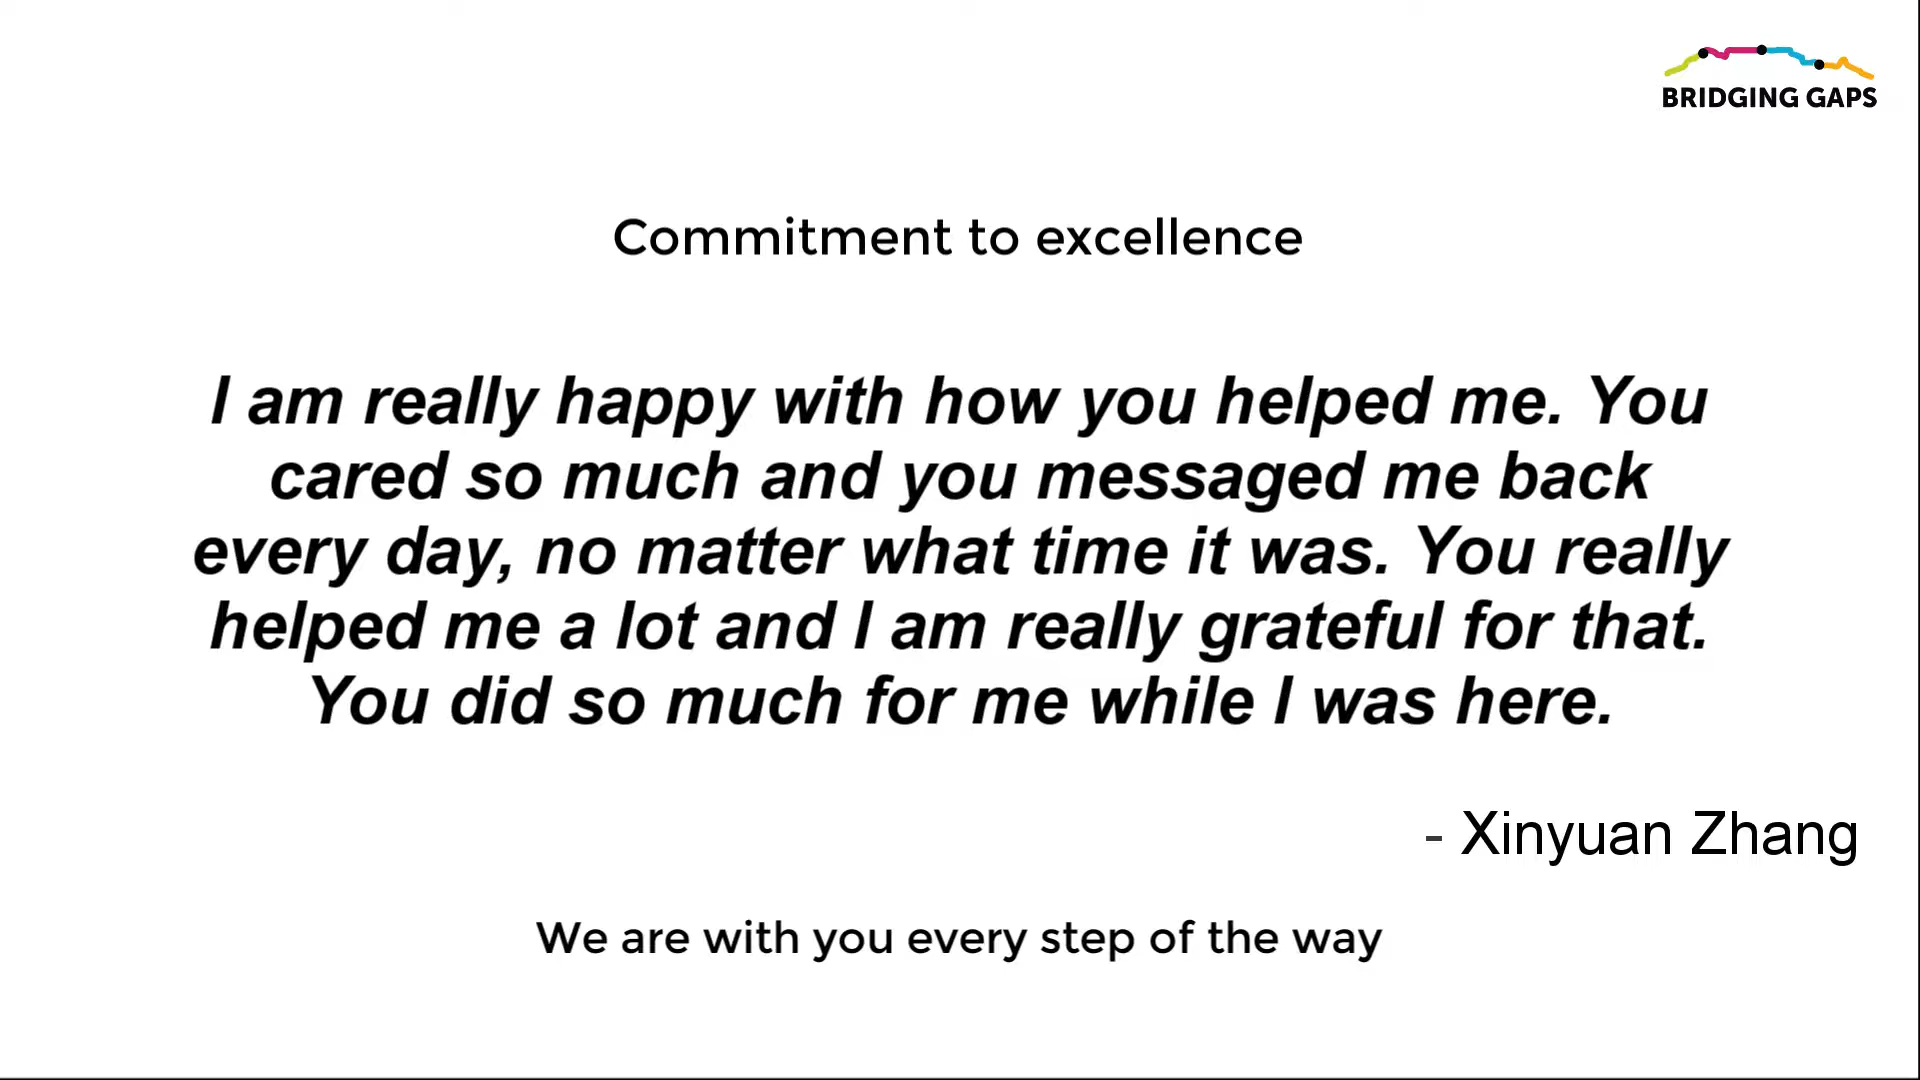 BRIDGING GAPS
Commitment to excellence
I am really happy with how you helped me. You
cared so much and you messaged me back
every day, no matter what time it was. You really
helped me a lot and I am really grateful for that.
You did so much for me while I was here.
- Xinyuan Zhang
We are with you every step of the way